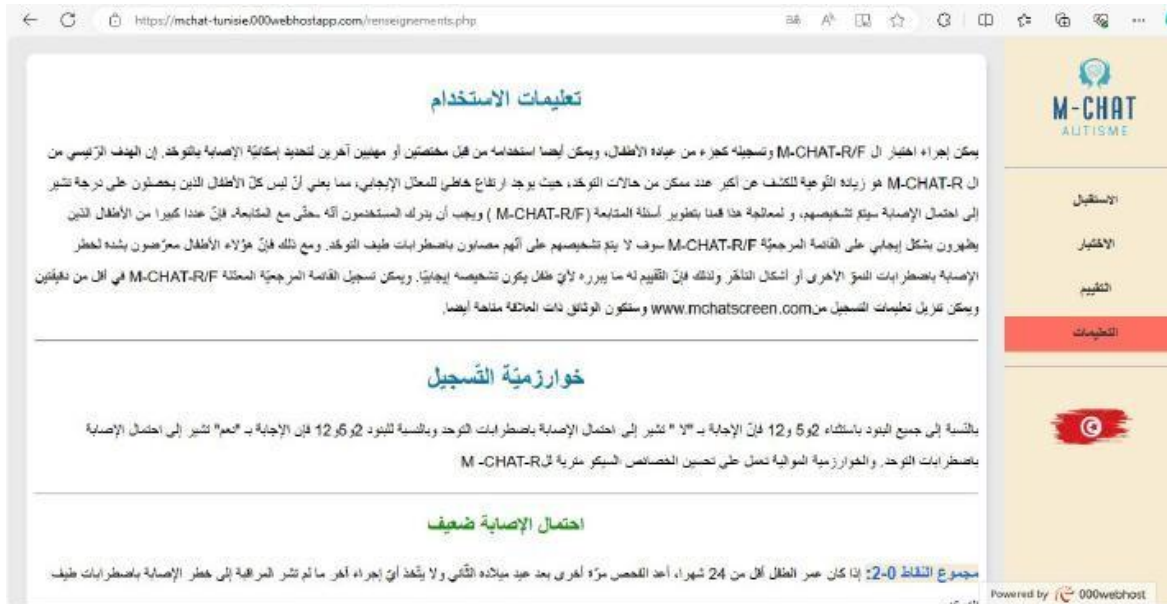 https://mchat-tunisie.000webhostapp.com/renseignements.php
M-CHAT
AUTISME
الاستقبال
الاختبار
التقييم
التعليمات
تعليمات الاستخدام
يمكن إجراء اختبار ال M-CHAT-R/F وتسجيله كجزء من عيادة الأطفال، ويمكن أيضا استخدامه من قبل مختصين أو مهنيين آخرين لتحديد إمكانيّة الإصابة بالتوحّد. إن الهدف الرّئيسي من
ال M-CHAT-R هو زيادة النّوعية للكشف عن أكبر عدد ممكن من حالات التوحّد، حيث يوجد ارتفاع خاطئ للمعدّل الإيجابي، مما يعني أنّ ليس كلّ الأطفال الذين يحصلون على درجة تشير
إلى احتمال الإصابة سيتمّ تشخيصهم، و لمعالجة هذا قمنا بتطوير أسئلة المتابعة (M-CHAT-R/F ) ويجب أن يدرك المستخدمون أنّه حتّى مع المتابعة، فإنّ عددا كبيرا من الأطفال الذين
يظهرون بشكل إيجابي على القائمة المرجعيّة M-CHAT-R/F سوف لا يتمّ تشخيصهم على أنّهم مصابون باضطرابات طيف التوحّد. ومع ذلك فإنّ هؤلاء الأطفال معرّضون بشدة لخطر
الإصابة باضطرابات النموّ الأخرى أو أشكال التأخّر ولذلك فإنّ التّقييم له ما يبرره لأيّ طفل يكون تشخيصه إيجابيّا. ويمكن تسجيل القائمة المرجعيّة المعدّلة M-CHAT-R/F في أقل من دقيقتين
ويمكن تنزيل تعليمات التسجيل من www.mchatscreen.com وستكون الوثائق ذات العلاقة متاحة أيضا.
خوارزميّة التّسجيل
بالنّسبة إلى جميع البنود باستثناء 2و5 و12 فإنّ الإجابة بـ "لا " تشير إلى احتمال الإصابة باضطرابات التوحد وبالنسبة للبنود 2و5و12 فإن الإجابة بـ "نعم" تشير إلى احتمال الإصابة
باضطرابات التوحد. والخوارزمية الموالية تعمل على تحسين الخصائص السيكو مترية لل M -CHAT-R
احتمال الإصابة ضعيف
مجموع النّقاط 0-2: إذا كان عمر الطفل أقل من 24 شهرا، أعد الفحص مرّة أخرى بعد عيد ميلاده الثّاني ولا يتّخذ أيّ إجراء آخر ما لم تشر المراقبة إلى خطر الإصابة باضطرابات طيف
Powered by 000webhost